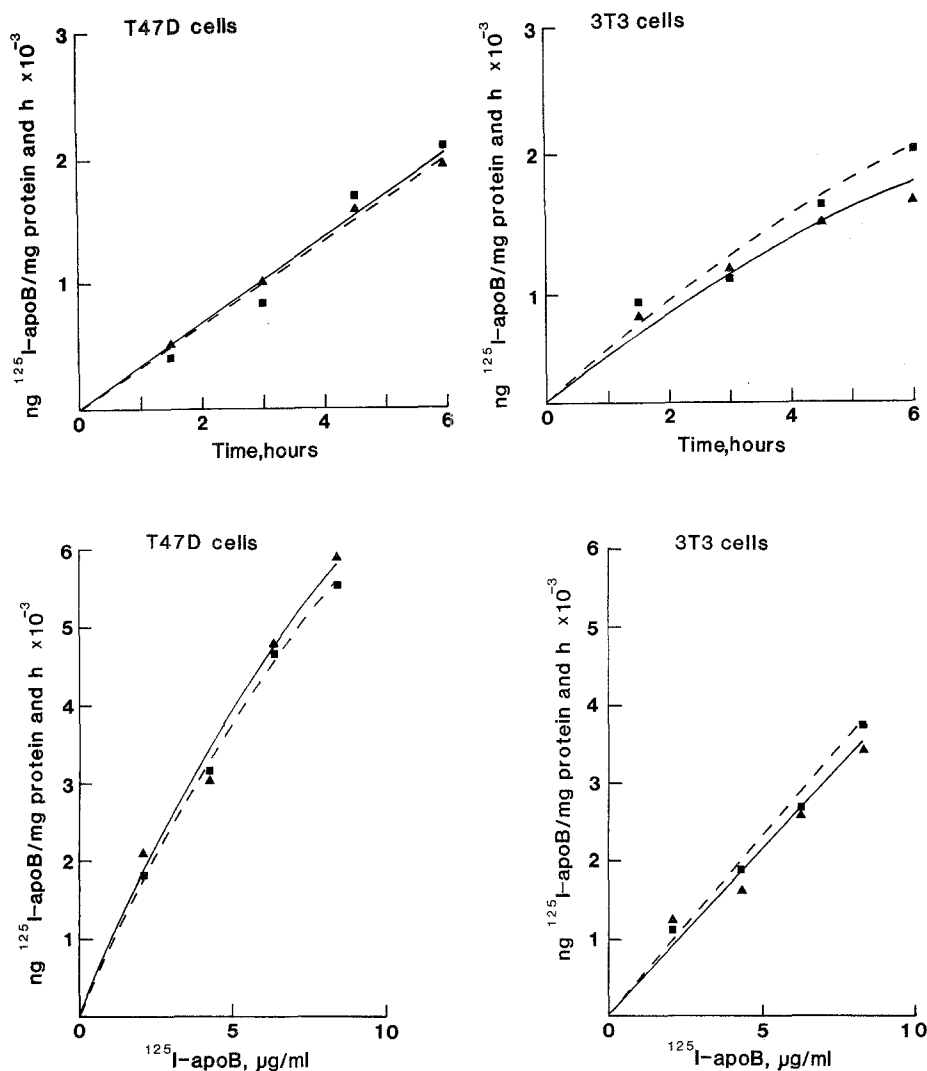 T47D cells
ng ¹²⁵I-apoB/mg protein and h x10⁻³
3
2
1
0
2
4
6
Time,hours
3T3 cells
ng ¹²⁵I-apoB/mg protein and h x10⁻³
3
2
1
0
2
4
6
Time,hours
T47D cells
ng ¹²⁵I-apoB/mg protein and h x10⁻³
6
5
4
3
2
1
0
5
10
¹²⁵I-apoB, µg/ml
3T3 cells
ng ¹²⁵I-apoB/mg protein and h x10⁻³
6
5
4
3
2
1
0
5
10
¹²⁵I-apoB, µg/ml